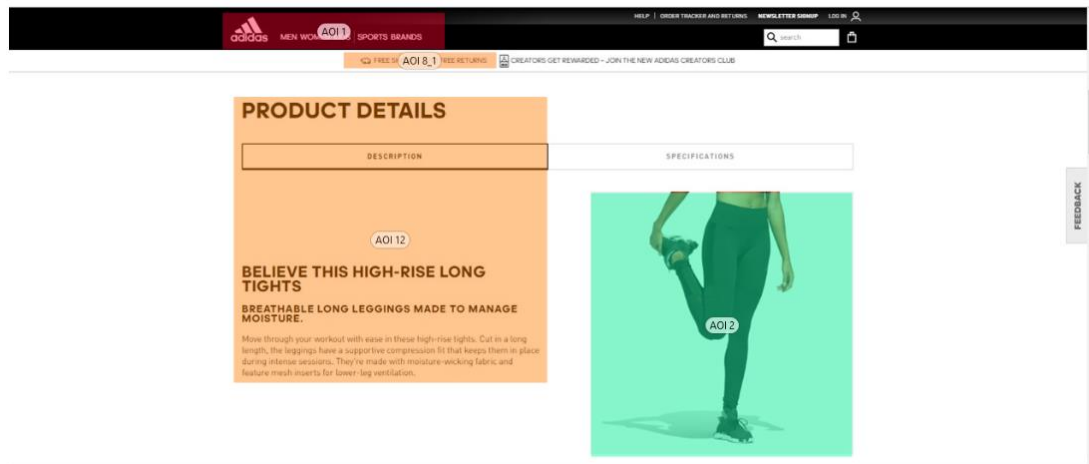 HELP | ORDER TRACKER AND RETURNS NEWSLETTER SIGNUP LOG IN
adidas MEN WOM AOI 1 SPORTS BRANDS
search
FREE S AOI 8_1 FREE RETURNS CREATORS GET REWARDED – JOIN THE NEW ADIDAS CREATORS CLUB
PRODUCT DETAILS
DESCRIPTION SPECIFICATIONS
FEEDBACK
AOI 12
BELIEVE THIS HIGH-RISE LONG
TIGHTS
BREATHABLE LONG LEGGINGS MADE TO MANAGE
MOISTURE.
Move through your workout with ease in these high-rise tights. Cut in a long
length, the leggings have a supportive compression fit that keeps them in place
during intense sessions. They're made with moisture-wicking fabric and
feature mesh inserts for lower-leg ventilation.
AOI 2